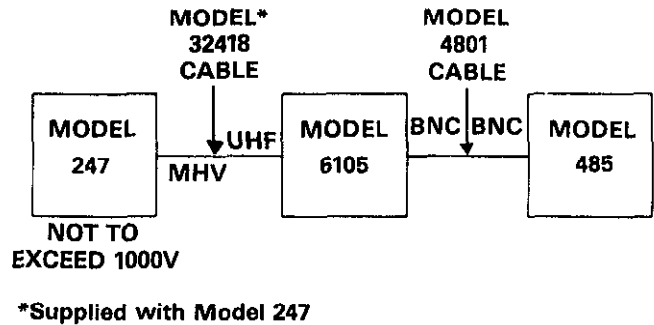 MODEL*
32418
CABLE
MODEL
4801
CABLE
MODEL
247
UHF
MHV
MODEL
6105
BNC BNC
MODEL
485
NOT TO
EXCEED 1000V
*Supplied with Model 247